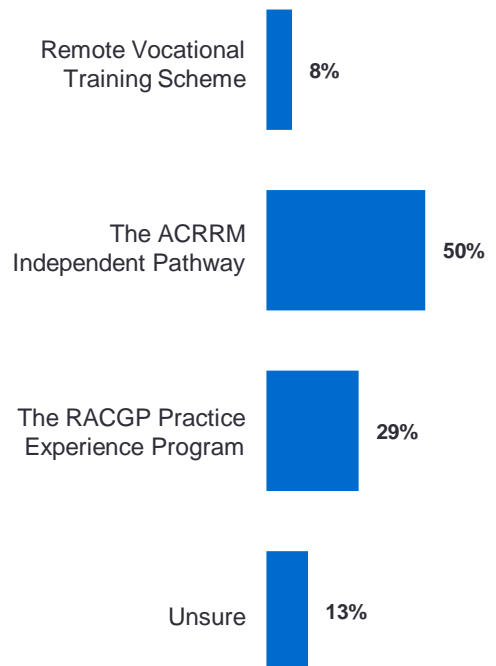 Remote Vocational
Training Scheme
8%
The ACRRM
Independent Pathway
50%
The RACGP Practice
Experience Program
29%
Unsure
13%